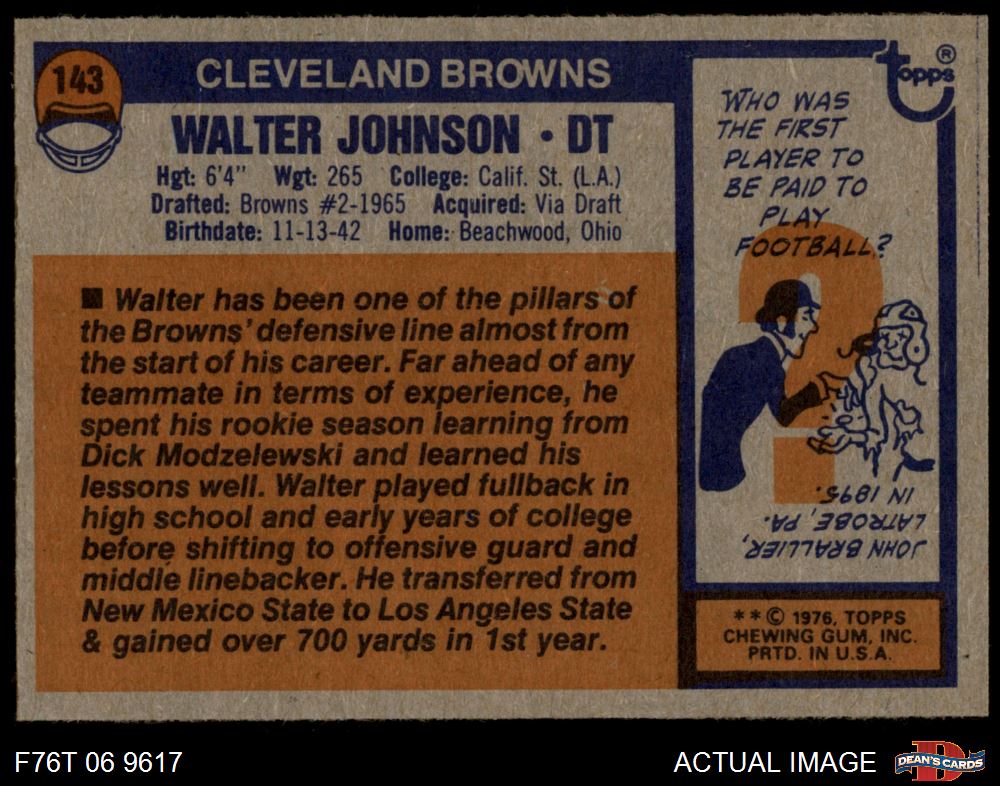 143
CLEVELAND BROWNS
WALTER JOHNSON • DT
Hgt: 6'4" Wgt: 265 College: Calif. St. (L.A.)
Drafted: Browns #2-1965 Acquired: Via Draft
Birthdate: 11-13-42 Home: Beachwood, Ohio
■ Walter has been one of the pillars of
the Browns' defensive line almost from
the start of his career. Far ahead of any
teammate in terms of experience, he
spent his rookie season learning from
Dick Modzelewski and learned his
lessons well. Walter played fullback in
high school and early years of college
before shifting to offensive guard and
middle linebacker. He transferred from
New Mexico State to Los Angeles State
& gained over 700 yards in 1st year.
topps®
WHO WAS
THE FIRST
PLAYER TO
BE PAID TO
PLAY
FOOTBALL?
?
JOHN BRALLIER,
LATROBE, PA.
IN 1895.
**© 1976, TOPPS
CHEWING GUM, INC.
PRTD. IN U.S.A.
F76T 06 9617
ACTUAL IMAGE
D
DEAN'S CARDS